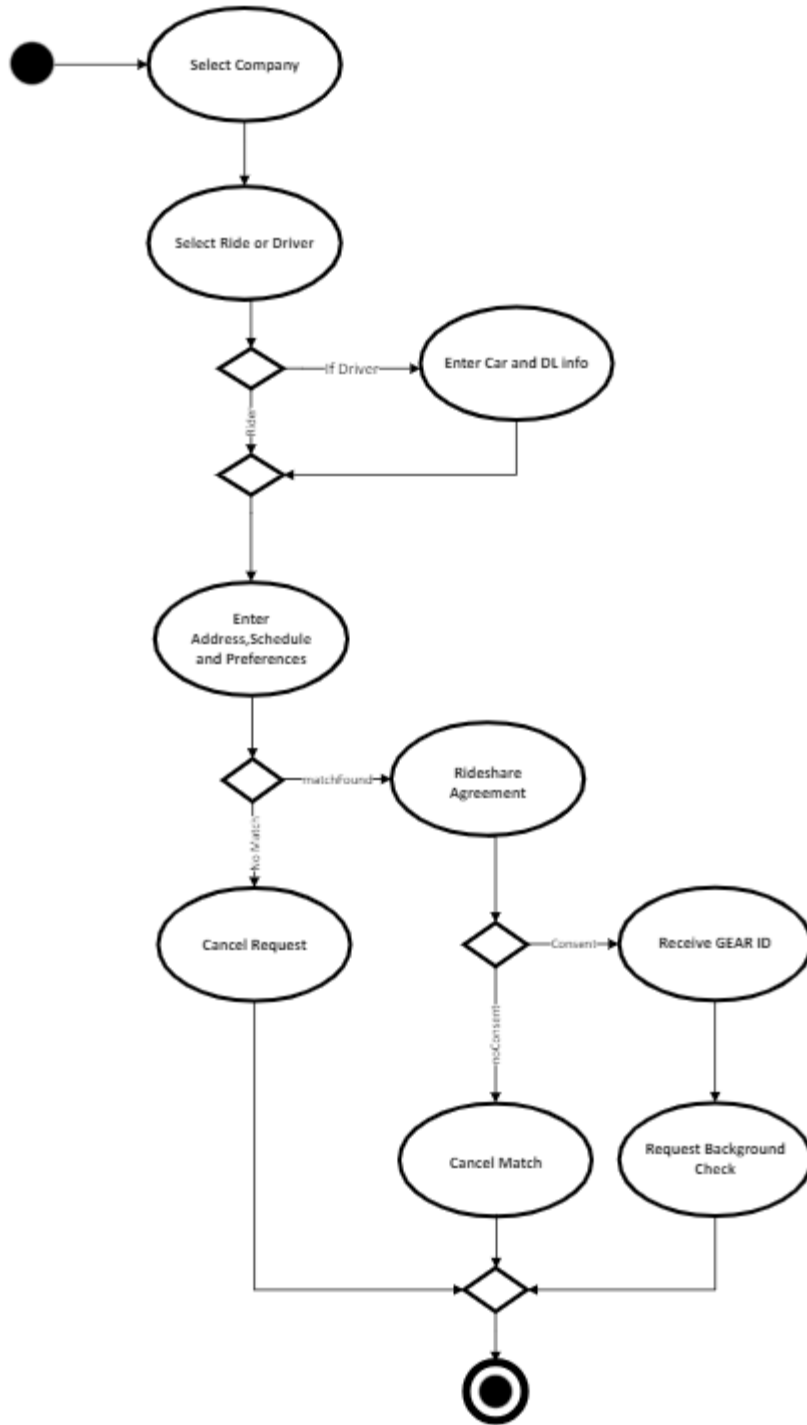 Select Company
Select Ride or Driver
If Driver
Enter Car and DL info
Ride
Enter
Address,Schedule
and Preferences
matchFound
Rideshare
Agreement
No Match
Cancel Request
Consent
Receive GEAR ID
noConsent
Cancel Match
Request Background
Check